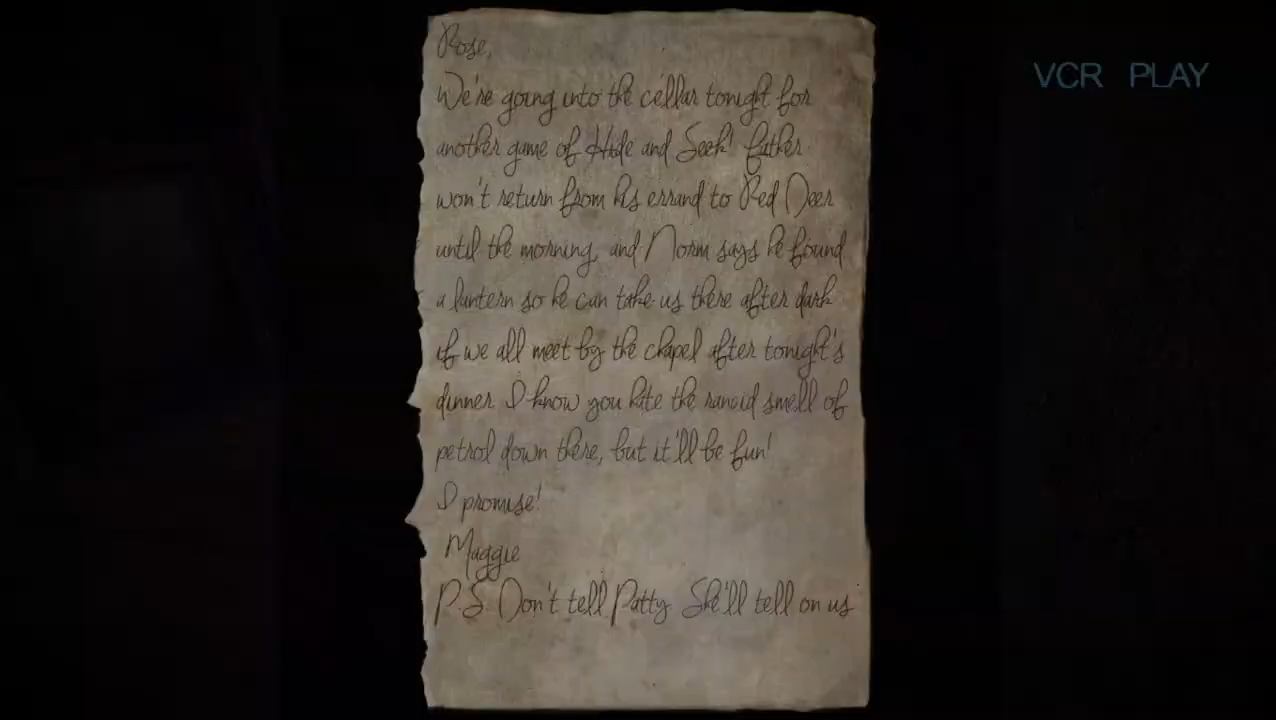 Rose,
We're going into the cellar tonight for
another game of Hide and Seek! Father
won't return from his errand to Red Deer
until the morning, and Norm says he found
a lantern so he can take us there after dark
if we all meet by the chapel after tonight's
dinner. I know you hate the rancid smell of
petrol down there, but it'll be fun!
I promise!
Maggie
P.S. Don't tell Patty. She'll tell on us
VCR PLAY